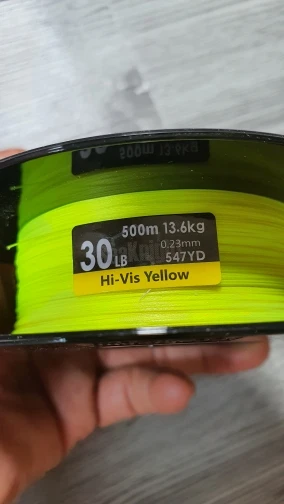 500m 13.6kg
0.23mm
30LB 547YD
Hi-Vis Yellow